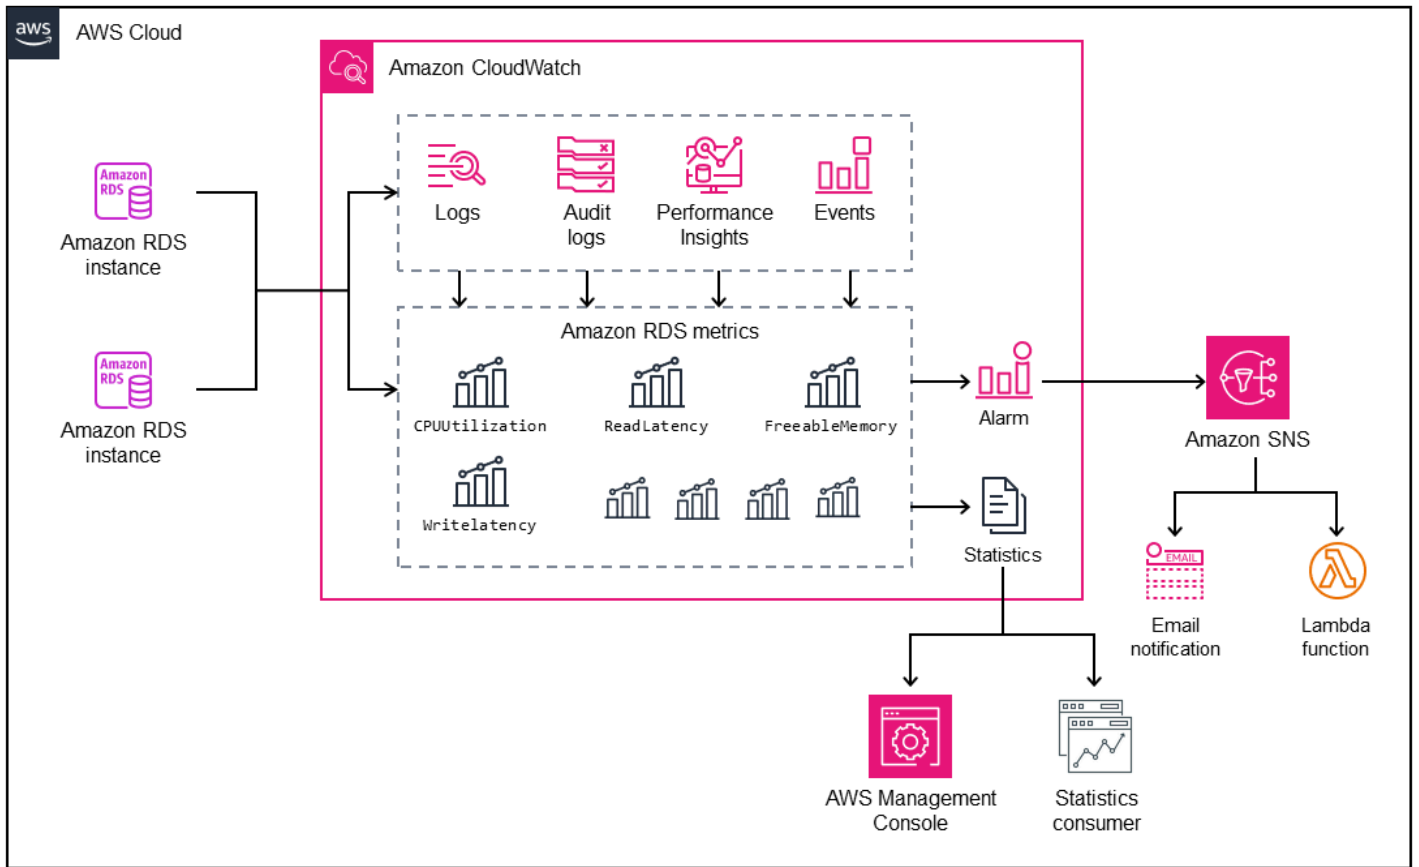 aws
AWS Cloud
Amazon CloudWatch
Amazon
RDS
Amazon RDS
instance
Logs
Audit
logs
Performance
Insights
Events
Amazon RDS metrics
Amazon
RDS
Amazon RDS
instance
CPUUtilization
ReadLatency
FreeableMemory
Writelatency
Alarm
Statistics
Amazon SNS
EMAIL
Email
notification
Lambda
function
AWS Management
Console
Statistics
consumer